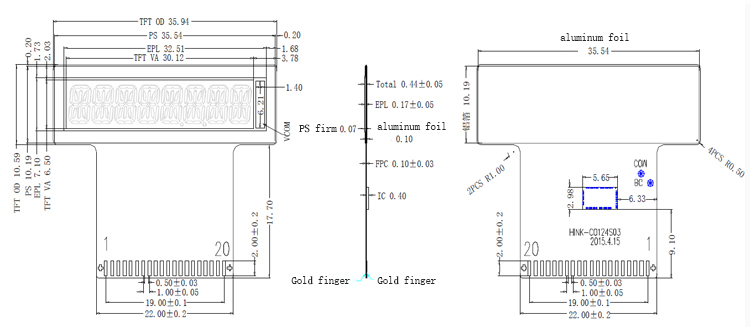 TFT OD 35.94
PS 35.54
0.20
EPL 32.51
1.68
TFT VA 30.12
3.78
0.20
1.73
2.03
1.40
6.21
VCOM
TFT OD 10.59
PS 10.19
EPL 7.10
TFT VA 6.50
17.70
2.00±0.2
1
20
0.50±0.03
1.00±0.05
19.00±0.1
22.00±0.2
Total 0.44±0.05
EPL 0.17±0.05
PS firm 0.07
aluminum foil
0.10
FPC 0.10±0.03
IC 0.40
Gold finger
Gold finger
aluminum foil
35.54
铝箔 10.19
4PCS R0.50
2PCS R1.00
COM
BC
5.65
2.98
6.33
HINK-C0124S03
2015.4.15
9.10
2.00±0.2
20
1
0.50±0.03
1.00±0.05
19.00±0.1
22.00±0.2